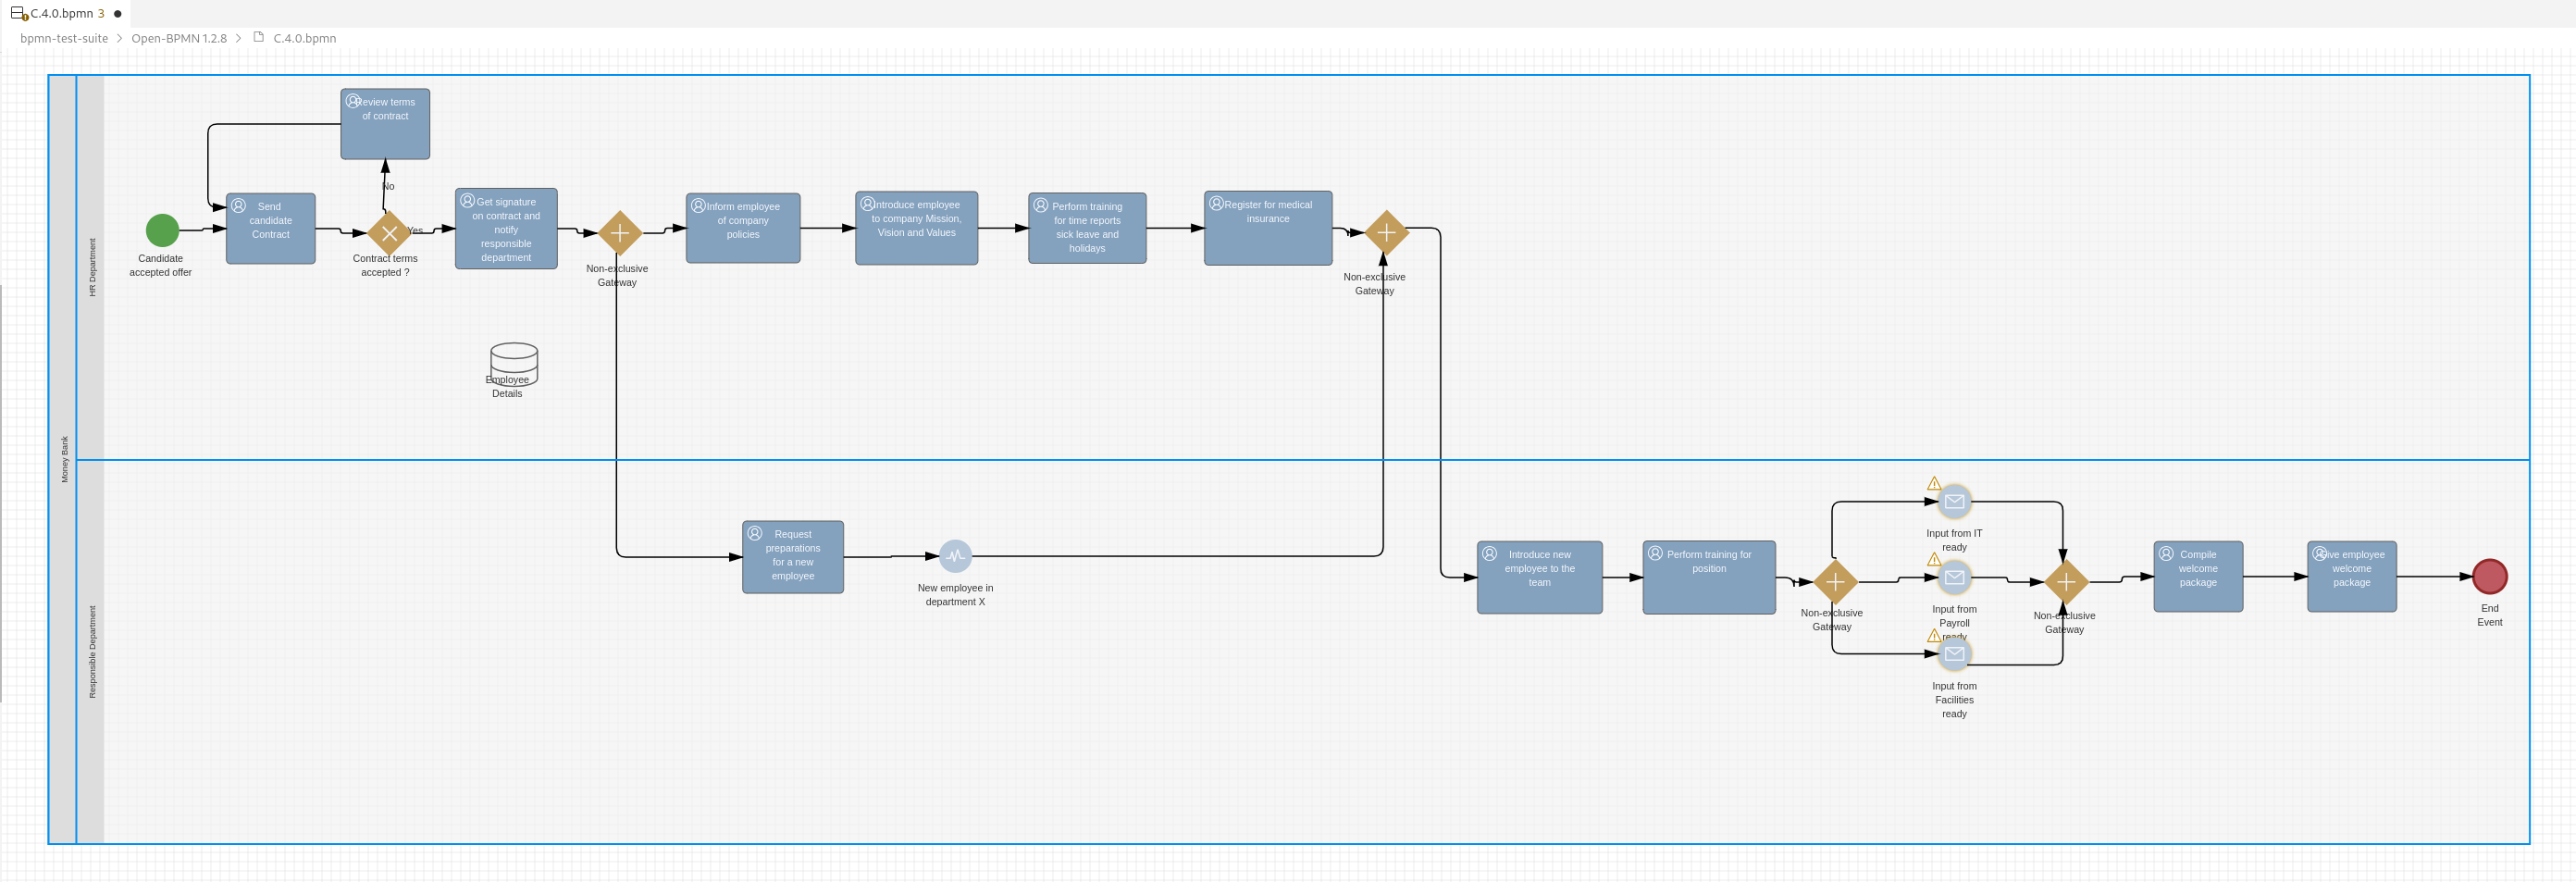 C.4.0.bpmn 3
bpmn-test-suite > Open-BPMN 1.2.8 > C.4.0.bpmn
Money Bank
HR Department
Review terms
of contract
No
Candidate
accepted offer
Send
candidate
Contract
Yes
Contract terms
accepted ?
Get signature
on contract and
notify
responsible
department
Non-exclusive
Gateway
Inform employee
of company
policies
Introduce employee
to company Mission,
Vision and Values
Perform training
for time reports
sick leave and
holidays
Register for medical
insurance
Non-exclusive
Gateway
Employee
Details
Responsible Department
Request
preparations
for a new
employee
New employee in
department X
Introduce new
employee to the
team
Perform training for
position
Non-exclusive
Gateway
Input from IT
ready
Input from
Payroll
ready
Input from
Facilities
ready
Non-exclusive
Gateway
Compile
welcome
package
Give employee
welcome
package
End
Event